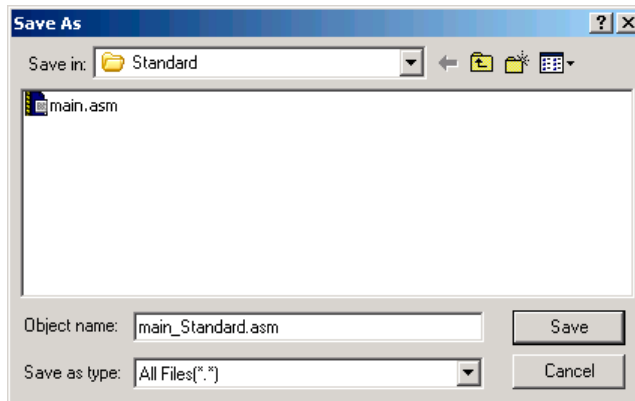 Save As
Save in: Standard
main.asm
Object name: main_Standard.asm Save
Save as type: All Files(*.*) Cancel